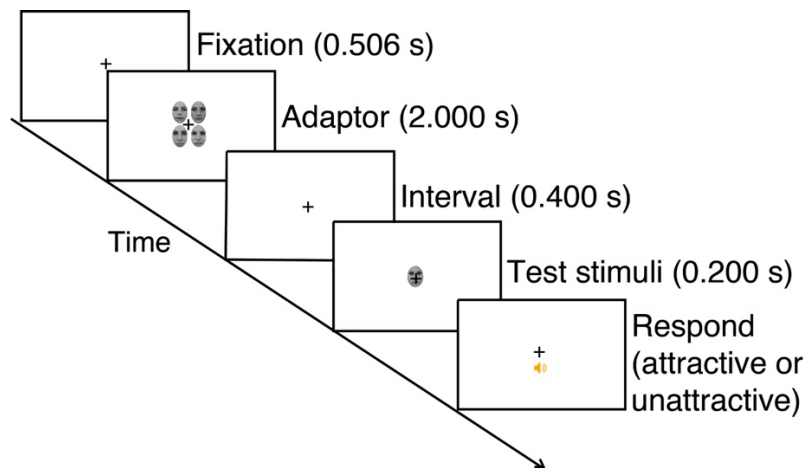 Fixation (0.506 s)
Adaptor (2.000 s)
Interval (0.400 s)
Time
Test stimuli (0.200 s)
Respond
(attractive or
unattractive)